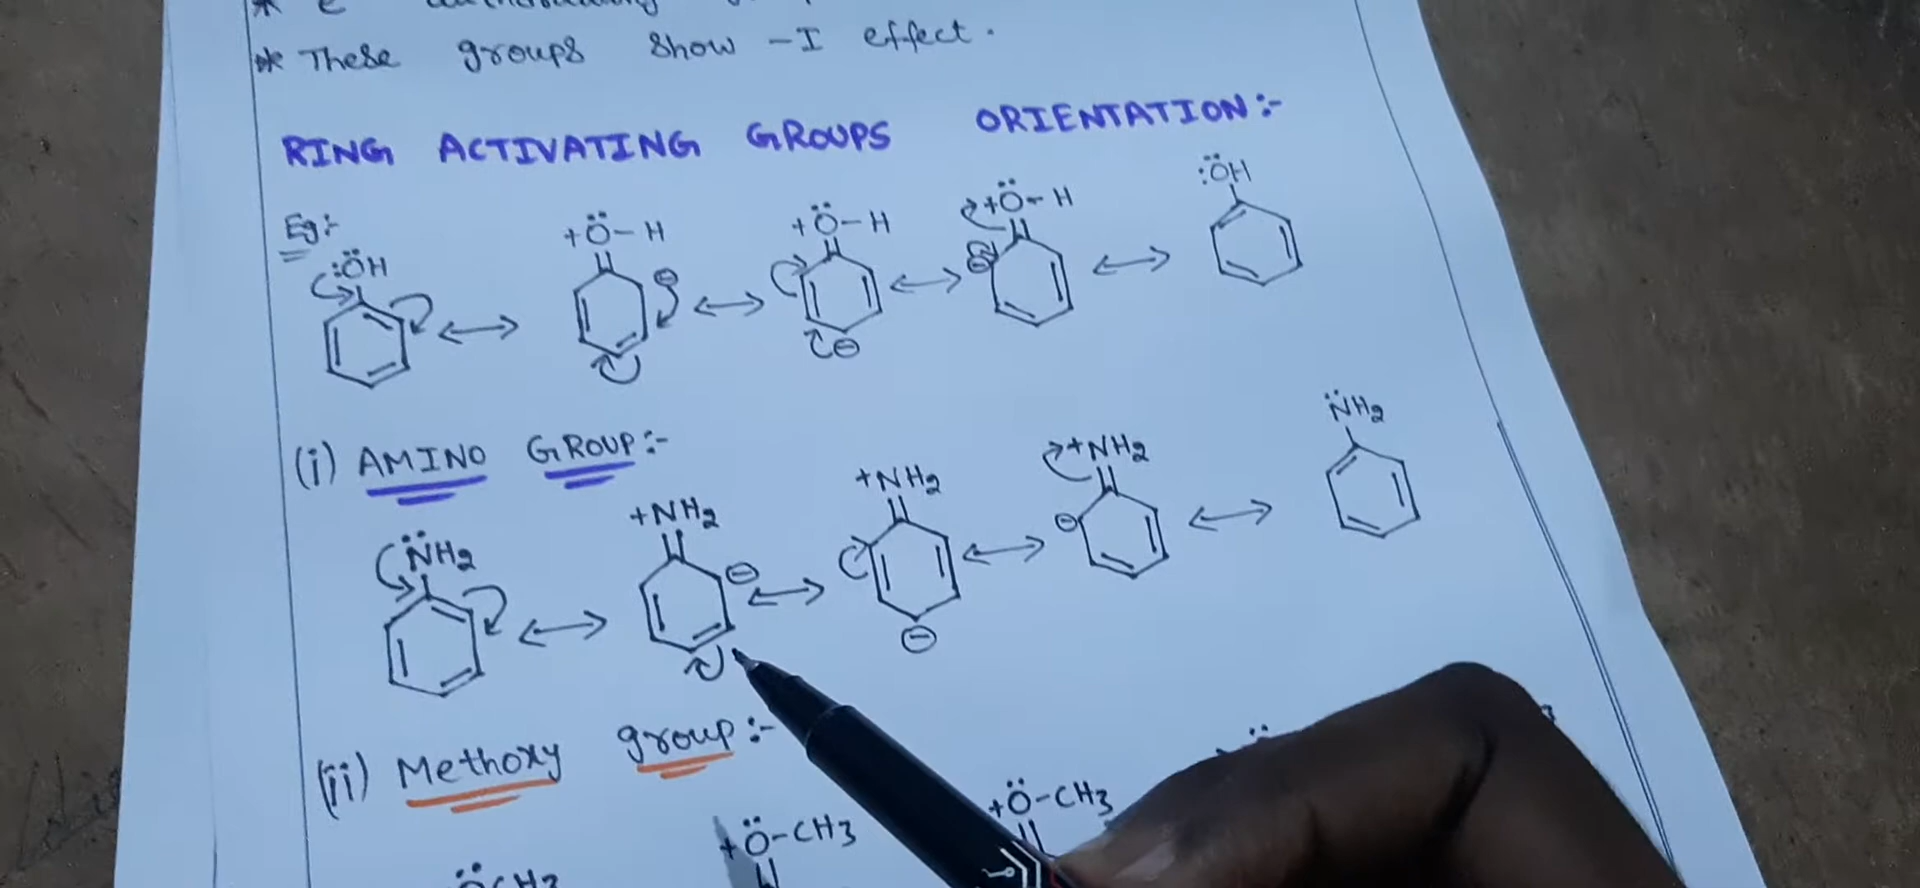 * These groups show -I effect.
RING ACTIVATING GROUPS ORIENTATION:-
Eg:-
:ÖH +Ö-H +Ö-H +Ö-H :ÖH
⊖ ⊖ ⊖
(i) AMINO GROUP:-
N̈H2 +NH2 +NH2 +NH2 N̈H2
⊖ ⊖ ⊖
(ii) Methoxy group:-
+Ö-CH3 +Ö-CH3
ÖCH3